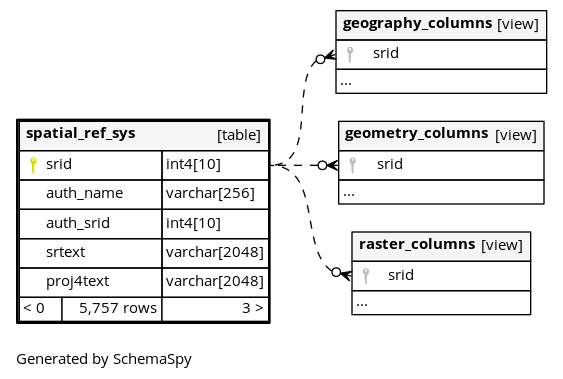 geography_columns [view]
srid
...
spatial_ref_sys [table]
srid int4[10]
auth_name varchar[256]
auth_srid int4[10]
srtext varchar[2048]
proj4text varchar[2048]
< 0 5,757 rows 3 >
geometry_columns [view]
srid
...
raster_columns [view]
srid
...
Generated by SchemaSpy